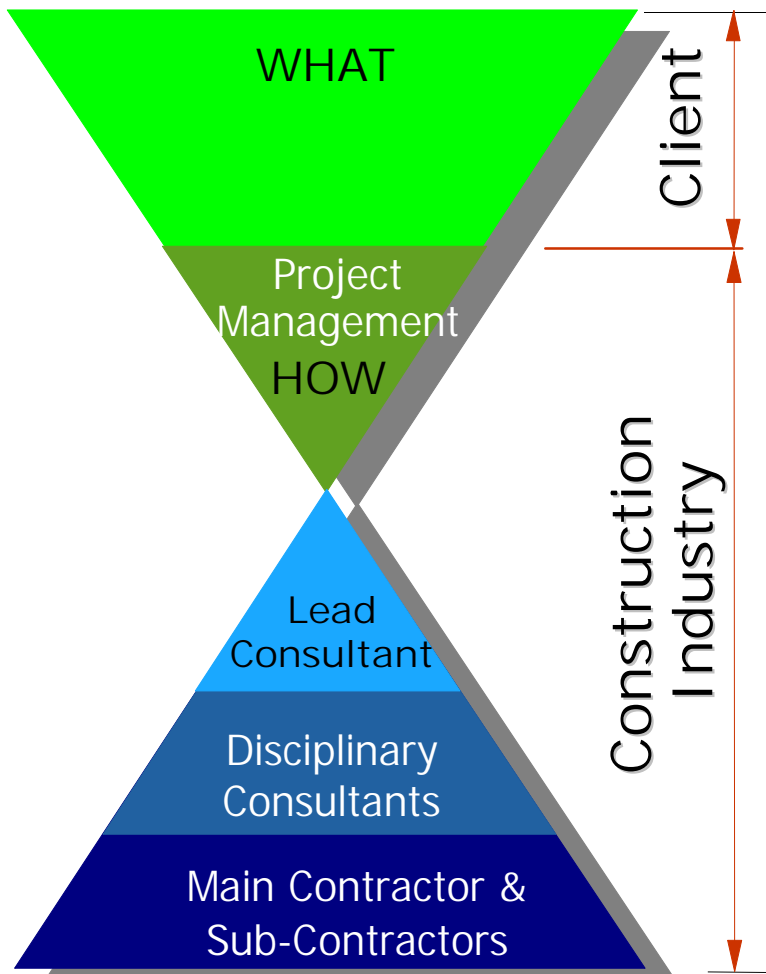 WHAT
Project
Management
HOW
Lead
Consultant
Disciplinary
Consultants
Main Contractor &
Sub-Contractors
Client
Construction
Industry